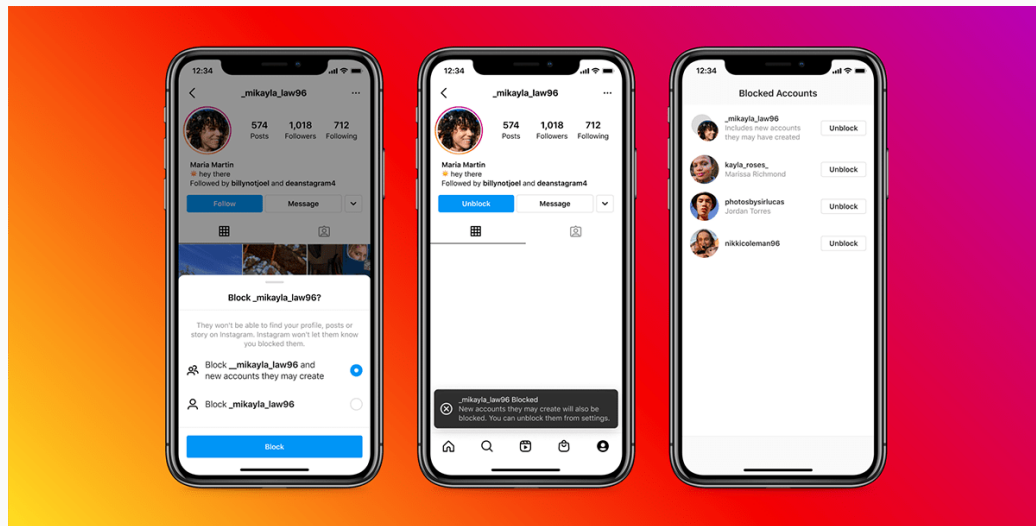 12:34
_mikayla_law96
574 1,018 712
Posts Followers Following
Maria Martin
hey there
Followed by billynotjoel and deanstagram4
Follow Message
Block _mikayla_law96?
They won't be able to find your profile, posts or
story on Instagram. Instagram won't let them know
you blocked them.
Block __mikayla_law96 and
new accounts they may create
Block _mikayla_law96
Block
12:34
_mikayla_law96
574 1,018 712
Posts Followers Following
Maria Martin
hey there
Followed by billynotjoel and deanstagram4
Unblock Message
_mikayla_law96 Blocked
New accounts they may create will also be
blocked. You can unblock them from settings.
12:34
Blocked Accounts
_mikayla_law96
Includes new accounts
they may have created
Unblock
kayla_roses_
Marissa Richmond
Unblock
photosbysirlucas
Jordan Torres
Unblock
nikkicoleman96
Unblock